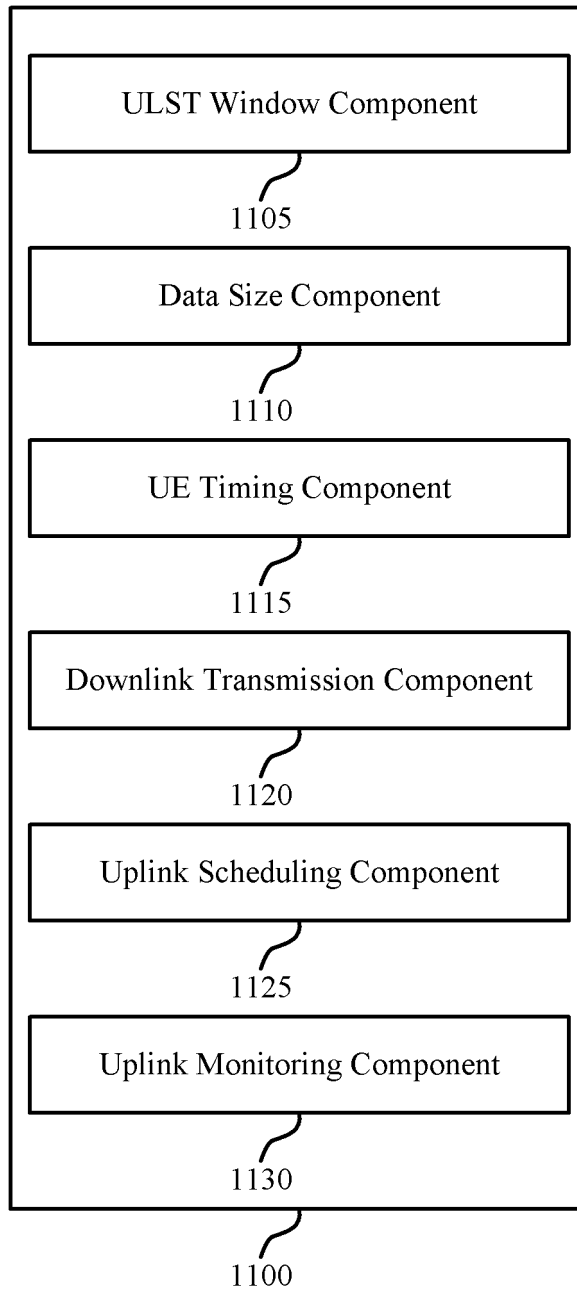 ULST Window Component
1105
Data Size Component
1110
UE Timing Component
1115
Downlink Transmission Component
1120
Uplink Scheduling Component
1125
Uplink Monitoring Component
1130
1100